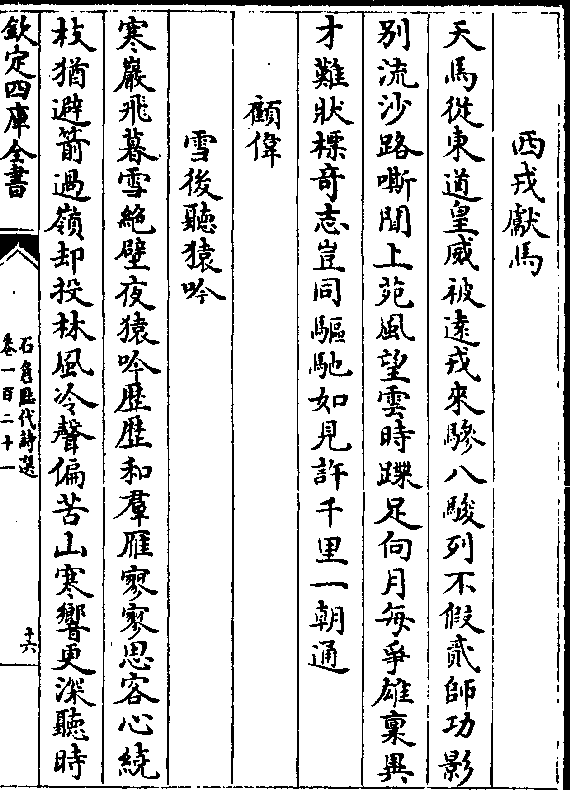 西戎獻馬
天馬從東道皇威被遠戎來驂八駿列不假貳師功影
別流沙路嘶聞上苑風望雲時蹀足向月每爭雄稟異
才難狀標奇志豈同驅馳如見許千里一朝通
顧偉
雪後聽猿吟
寒巖飛暮雪絶壁夜猿吟歴歴和羣雁寥寥思客心繞
枝猶避箭過嶺却投林風冷聲偏苦山寒響更深聽時
欽定四庫全書
石倉歴代詩選
卷一百二十一
十六